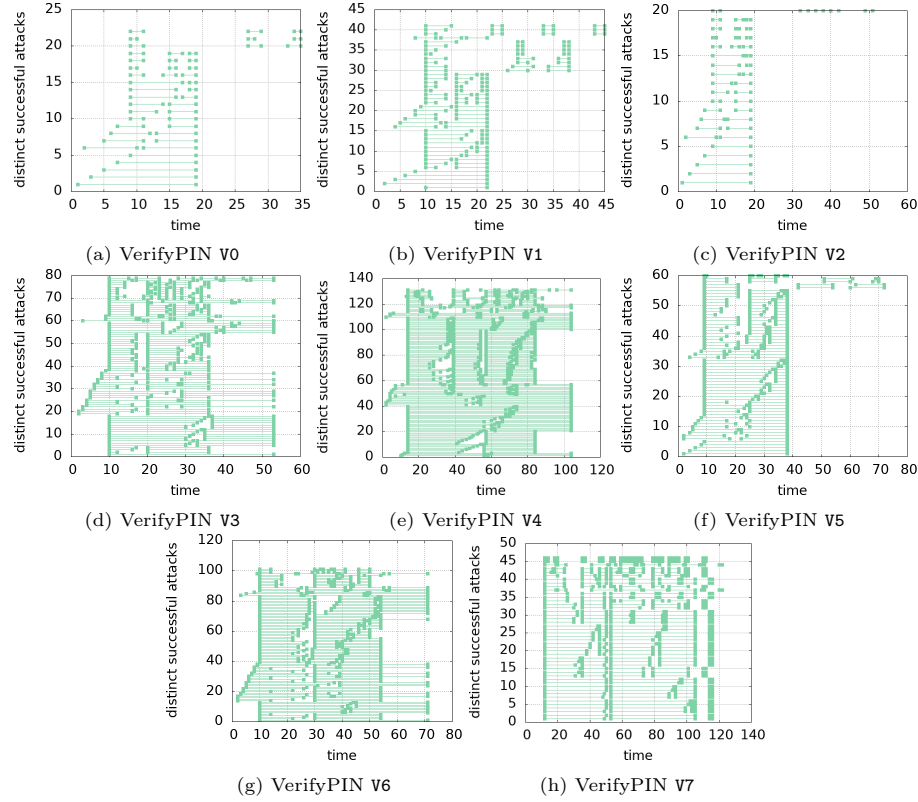 distinct successful attacks
25
20
15
10
5
0
0 5 10 15 20 25 30 35
time
(a) VerifyPIN V0
distinct successful attacks
45
40
35
30
25
20
15
10
5
0
0 5 10 15 20 25 30 35 40 45
time
(b) VerifyPIN V1
distinct successful attacks
20
15
10
5
0
0 10 20 30 40 50 60
time
(c) VerifyPIN V2
distinct successful attacks
80
70
60
50
40
30
20
10
0
0 10 20 30 40 50 60
time
(d) VerifyPIN V3
distinct successful attacks
140
120
100
80
60
40
20
0
0 20 40 60 80 100 120
time
(e) VerifyPIN V4
distinct successful attacks
60
50
40
30
20
10
0
0 10 20 30 40 50 60 70 80
time
(f) VerifyPIN V5
distinct successful attacks
120
100
80
60
40
20
0
0 10 20 30 40 50 60 70 80
time
(g) VerifyPIN V6
distinct successful attacks
50
45
40
35
30
25
20
15
10
5
0
0 20 40 60 80 100 120 140
time
(h) VerifyPIN V7